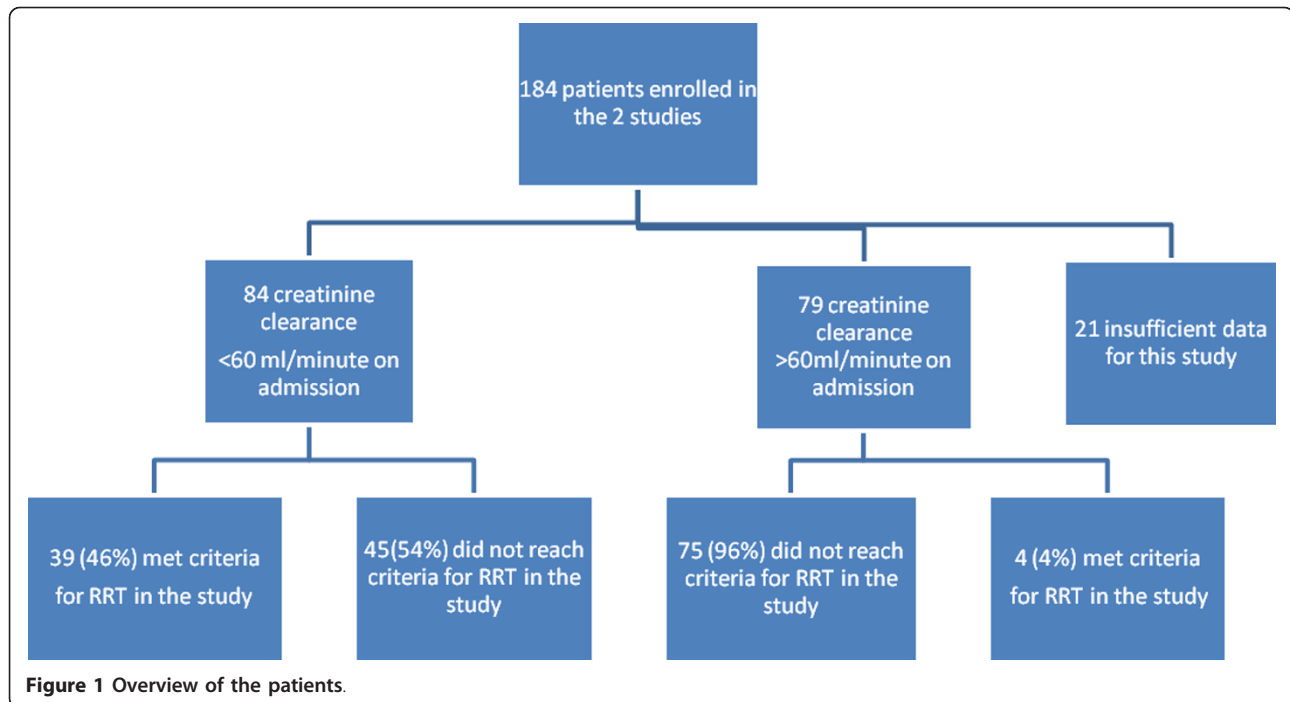 184 patients enrolled in
the 2 studies
84 creatinine
clearance
<60 ml/minute on
admission
79 creatinine
clearance
>60ml/minute on
admission
21 insufficient data
for this study
39 (46%) met criteria
for RRT in the study
45(54%) did not reach
criteria for RRT in the
study
75 (96%) did not reach
criteria for RRT in the
study
4 (4%) met criteria
for RRT in the study
Figure 1 Overview of the patients.